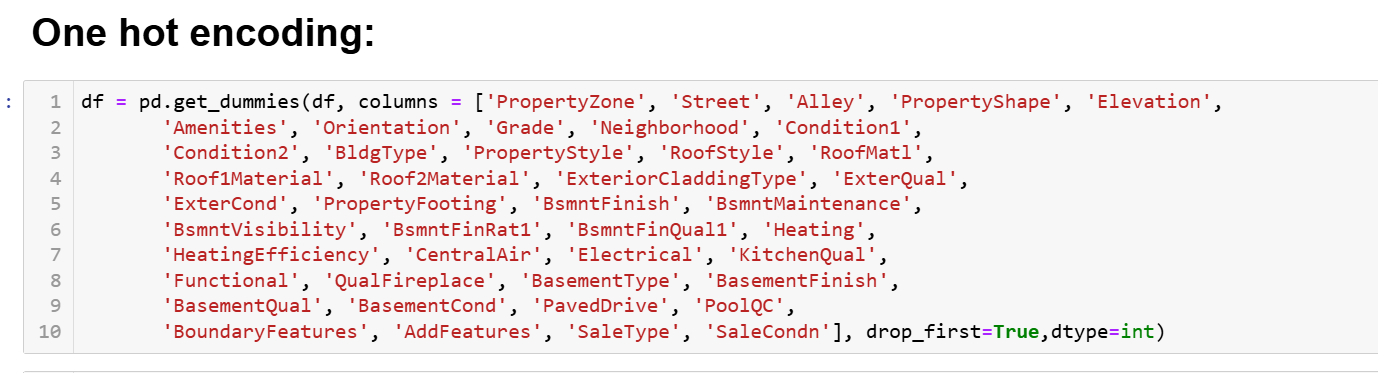 One hot encoding:
:
1 df = pd.get_dummies(df, columns = ['PropertyZone', 'Street', 'Alley', 'PropertyShape', 'Elevation',
2 'Amenities', 'Orientation', 'Grade', 'Neighborhood', 'Condition1',
3 'Condition2', 'BldgType', 'PropertyStyle', 'RoofStyle', 'RoofMatl',
4 'Roof1Material', 'Roof2Material', 'ExteriorCladdingType', 'ExterQual',
5 'ExterCond', 'PropertyFooting', 'BsmntFinish', 'BsmntMaintenance',
6 'BsmntVisibility', 'BsmntFinRat1', 'BsmntFinQual1', 'Heating',
7 'HeatingEfficiency', 'CentralAir', 'Electrical', 'KitchenQual',
8 'Functional', 'QualFireplace', 'BasementType', 'BasementFinish',
9 'BasementQual', 'BasementCond', 'PavedDrive', 'PoolQC',
10 'BoundaryFeatures', 'AddFeatures', 'SaleType', 'SaleCondn'], drop_first=True,dtype=int)